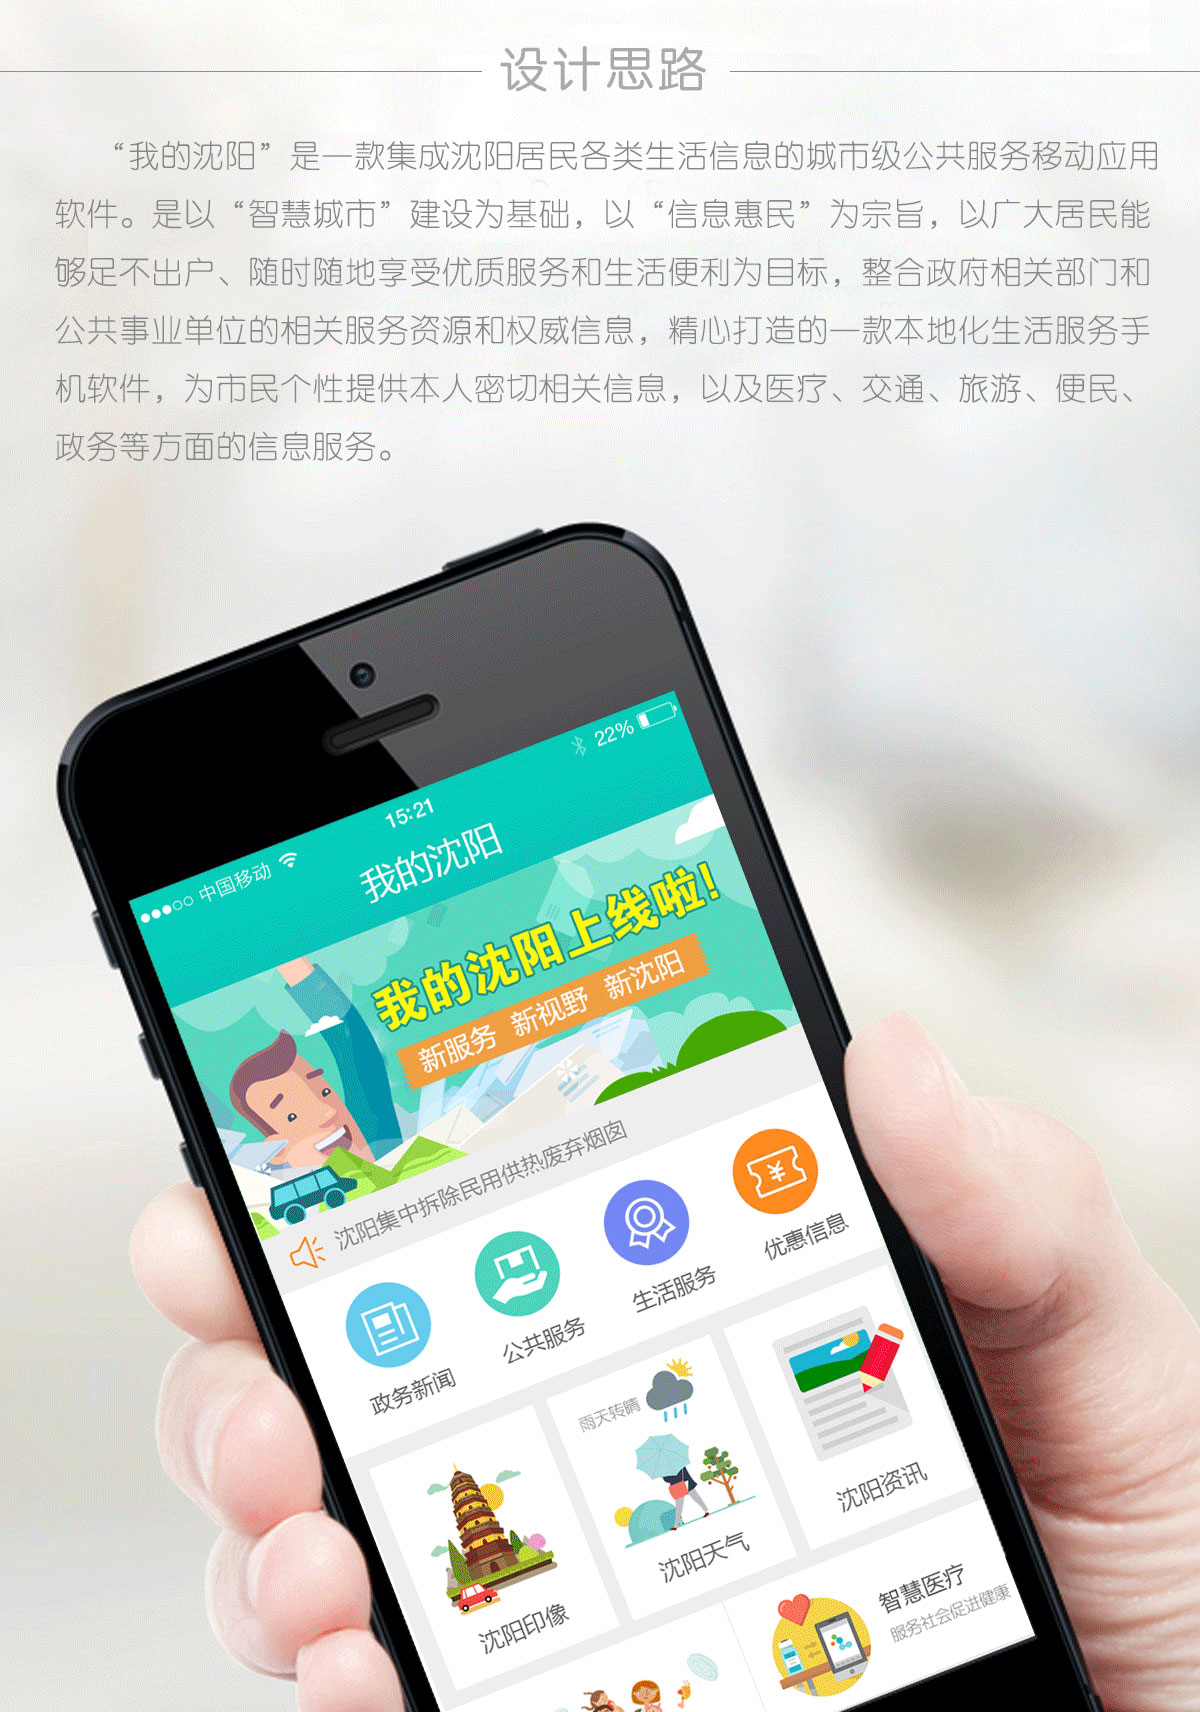 设计思路
“我的沈阳”是一款集成沈阳居民各类生活信息的城市级公共服务移动应用
软件。是以“智慧城市”建设为基础，以“信息惠民”为宗旨，以广大居民能
够足不出户、随时随地享受优质服务和生活便利为目标，整合政府相关部门和
公共事业单位的相关服务资源和权威信息，精心打造的一款本地化生活服务手
机软件，为市民个性提供本人密切相关信息，以及医疗、交通、旅游、便民、
政务等方面的信息服务。
中国移动
15:21
22%
我的沈阳
我的沈阳上线啦!
新服务 新视野 新沈阳
沈阳集中拆除民用供热废弃烟囱
政务新闻
公共服务
生活服务
优惠信息
沈阳印像
雨天转晴
沈阳天气
沈阳资讯
智慧医疗
服务社会促进健康